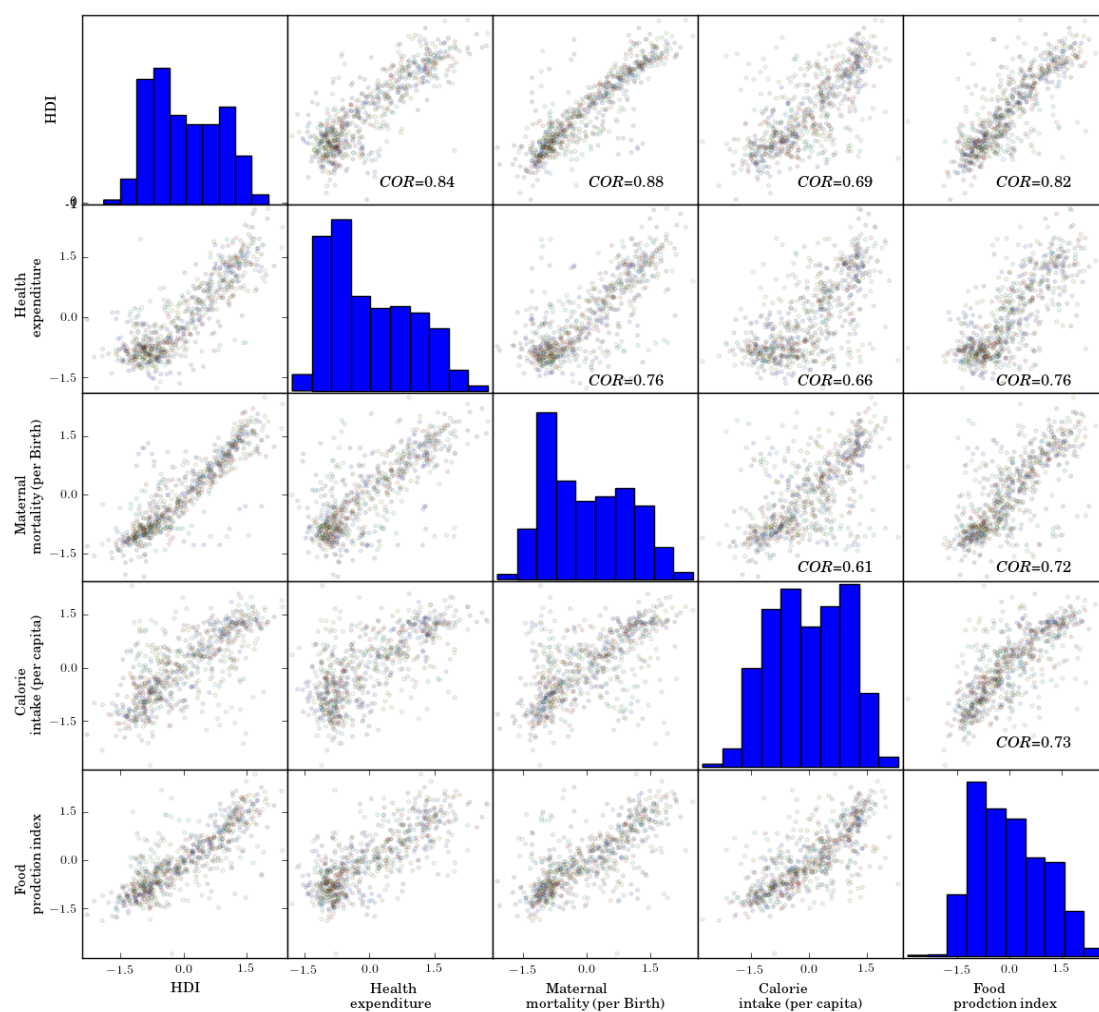 HDI
COR=0.84
COR=0.88
COR=0.69
COR=0.82
Health
expenditure
1.5
0.0
−1.5
COR=0.76
COR=0.66
COR=0.76
Maternal
mortality (per Birth)
1.5
0.0
−1.5
COR=0.61
COR=0.72
Calorie
intake (per capita)
1.5
0.0
−1.5
COR=0.73
Food
prodction index
1.5
0.0
−1.5
−1.5 0.0 1.5 −1.5 0.0 1.5 −1.5 0.0 1.5 −1.5 0.0 1.5 −1.5 0.0 1.5
HDI
Health
expenditure
Maternal
mortality (per Birth)
Calorie
intake (per capita)
Food
prodction index